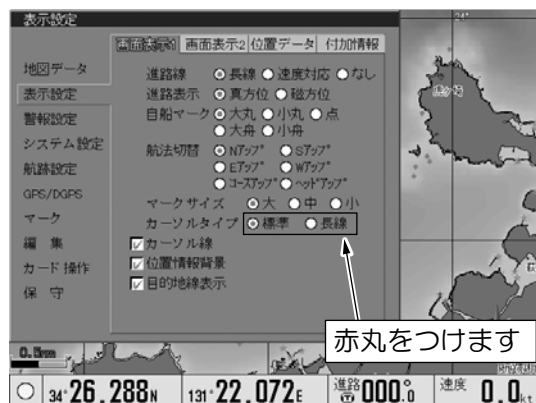 表示設定
24'
画面表示1 画面表示2 位置データ 付加情報
地図データ
表示設定
警報設定
システム設定
航跡設定
GPS/DGPS
マーク
編 集
カード操作
保 守
進路線 長線 速度対応 なし
進路表示 真方位 磁方位
自船マーク 大丸 小丸 点
大舟 小舟
航法切替 Nアップ Sアップ
Eアップ Wアップ
コースアップ ヘッドアップ
マークサイズ 大 中 小
カーソルタイプ 標準 長線
カーソル線
位置情報背景
目的地線表示
虎ヶ崎
萩
赤丸をつけます
0.5nm
34°26.288N 131°22.072E 進路 T 000.0° 速度 0.0kt